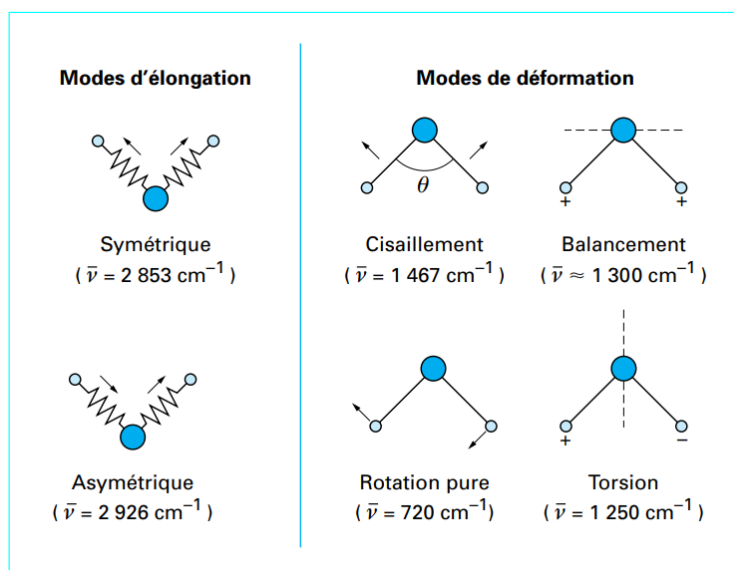 Modes d'élongation
Modes de déformation
θ
+ +
Symétrique
( ν̅ = 2 853 cm⁻¹ )
Cisaillement
( ν̅ = 1 467 cm⁻¹ )
Balancement
( ν̅ ≈ 1 300 cm⁻¹ )
+ −
Asymétrique
( ν̅ = 2 926 cm⁻¹ )
Rotation pure
( ν̅ = 720 cm⁻¹)
Torsion
( ν̅ = 1 250 cm⁻¹ )